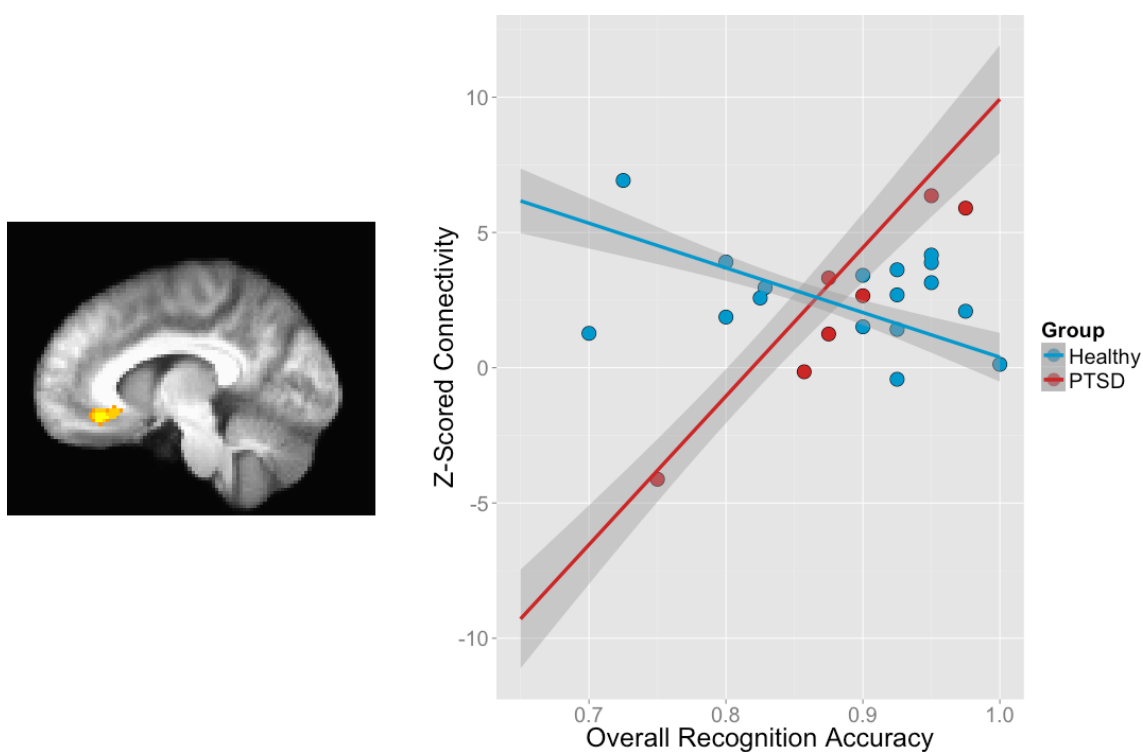 10
5
0
-5
-10
Z-Scored Connectivity
0.7 0.8 0.9 1.0
Overall Recognition Accuracy
Group
Healthy
PTSD